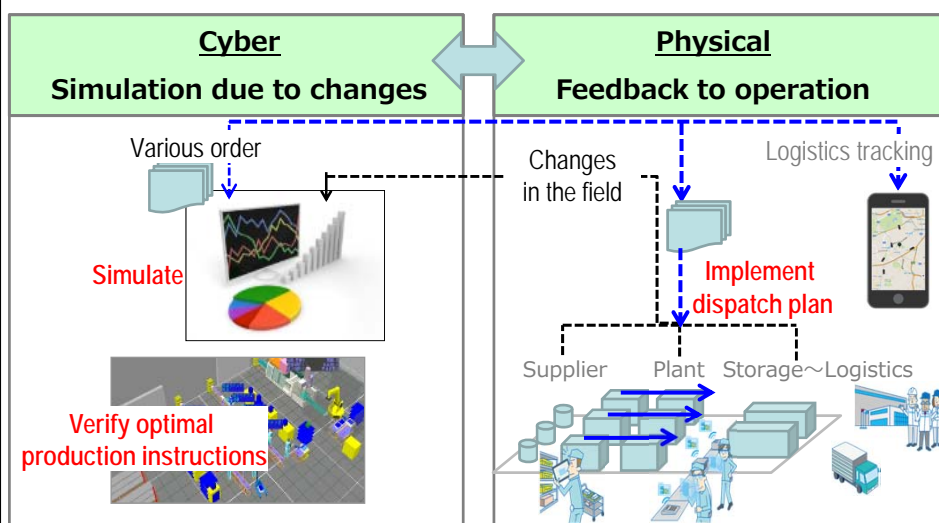 Cyber
Simulation due to changes
Physical
Feedback to operation
Various order
Changes
in the field
Logistics tracking
Simulate
Implement
dispatch plan
Supplier
Plant
Storage～Logistics
Verify optimal
production instructions